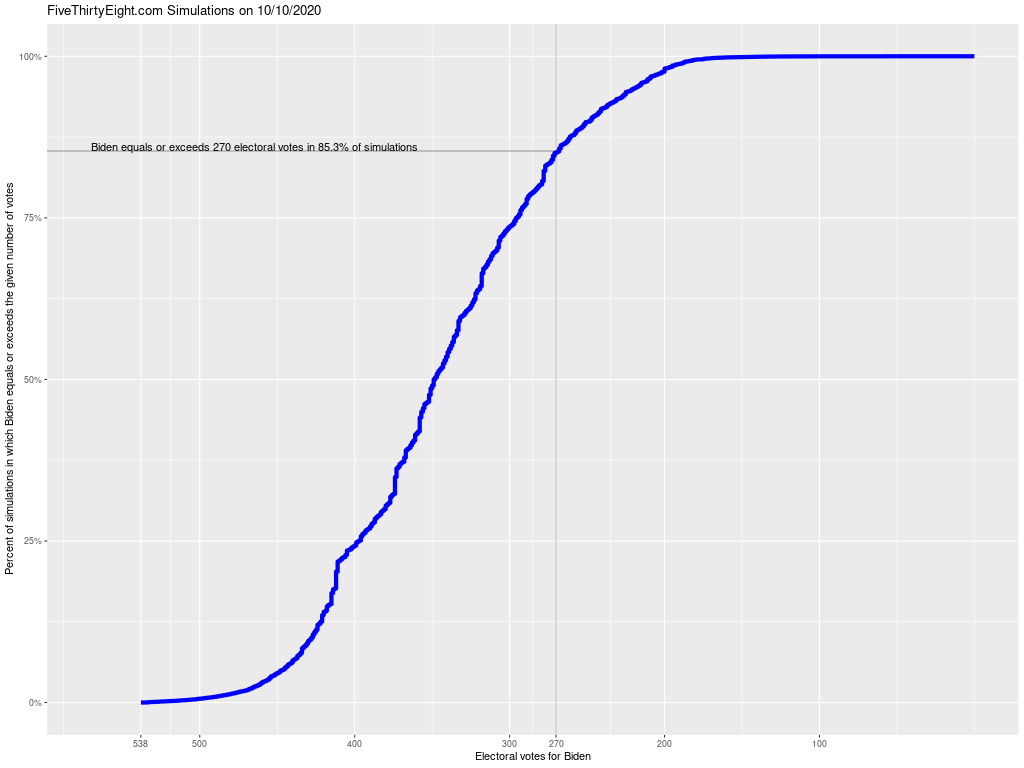 FiveThirtyEight.com Simulations on 10/10/2020
Percent of simulations in which Biden equals or exceeds the given number of votes
100%
75%
50%
25%
0%
Biden equals or exceeds 270 electoral votes in 85.3% of simulations
538 500 400 300 270 200 100
Electoral votes for Biden